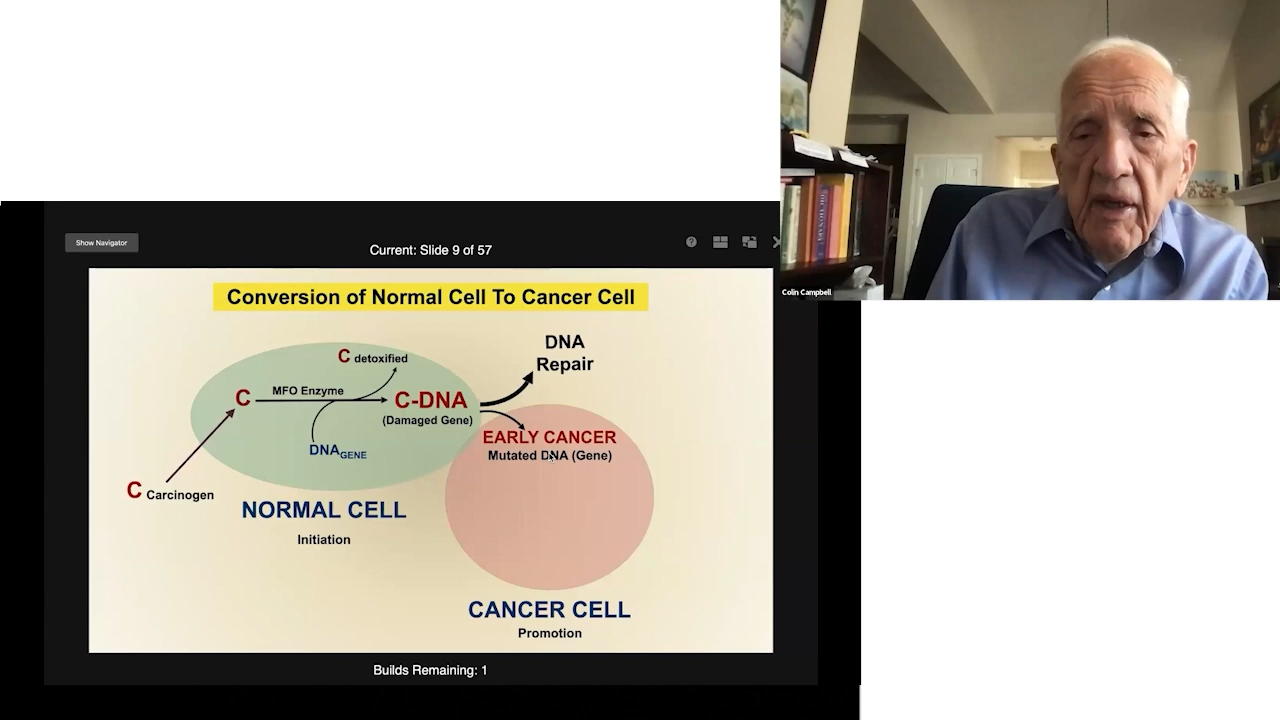 Colin Campbell
Show Navigator
Current: Slide 9 of 57
Conversion of Normal Cell To Cancer Cell
DNA
Repair
C detoxified
MFO Enzyme
C
C-DNA
(Damaged Gene)
DNAGENE
EARLY CANCER
Mutated DNA (Gene)
C Carcinogen
NORMAL CELL
Initiation
CANCER CELL
Promotion
Builds Remaining: 1